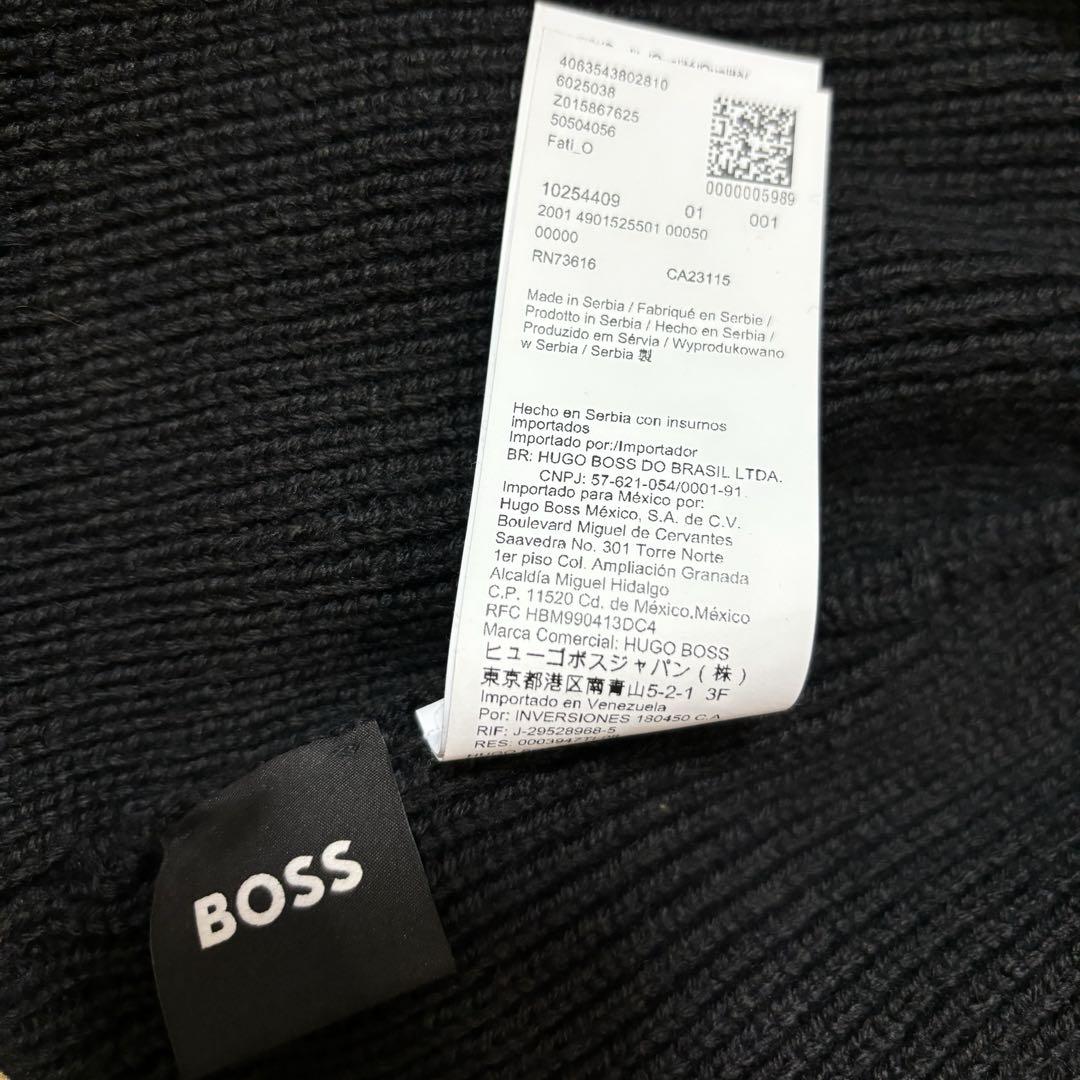 4063543802810
6025038
Z015867625
50504056
Fati_O
0000005989
10254409 01 001
2001 4901525501 00050
00000
RN73616 CA23115
Made in Serbia / Fabriqué en Serbie /
Prodotto in Serbia / Hecho en Serbia /
Produzido em Sérvia / Wyprodukowano
w Serbia / Serbia 製
Hecho en Serbia con insumos
importados
Importado por:/Importador
BR: HUGO BOSS DO BRASIL LTDA.
CNPJ: 57-621-054/0001-91
Importado para México por:
Hugo Boss México, S.A. de C.V.
Boulevard Miguel de Cervantes
Saavedra No. 301 Torre Norte
1er piso Col. Ampliación Granada
Alcaldía Miguel Hidalgo
C.P. 11520 Cd. de México,México
RFC HBM990413DC4
Marca Comercial: HUGO BOSS
ヒューゴボスジャパン(株)
東京都港区南青山5-2-1 3F
Importado en Venezuela
Por: INVERSIONES 180450 C.A
RIF: J-29528968-5
RES:
BOSS